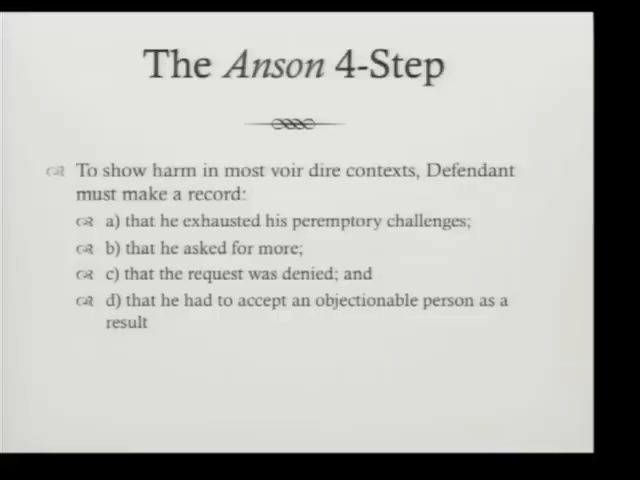 The Anson 4-Step
To show harm in most voir dire contexts, Defendant
must make a record:
a) that he exhausted his peremptory challenges;
b) that he asked for more;
c) that the request was denied; and
d) that he had to accept an objectionable person as a
result